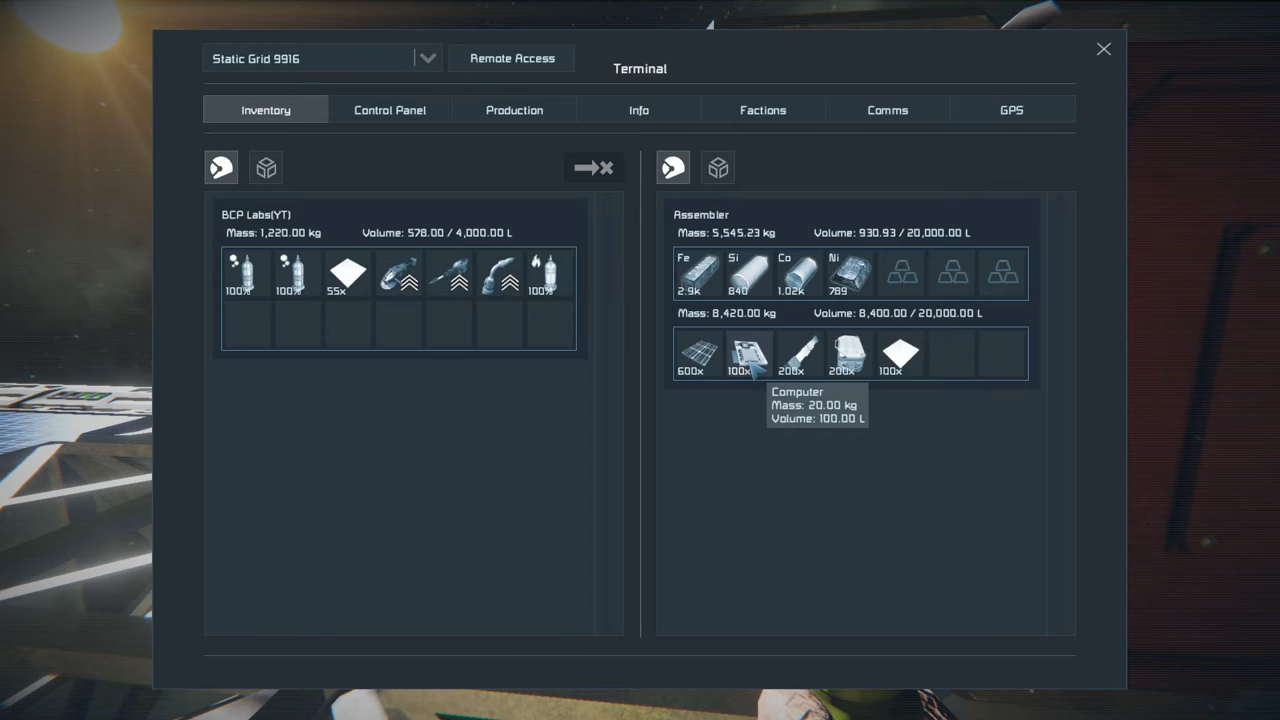 Static Grid 9916
Remote Access
Terminal
Inventory
Control Panel
Production
Info
Factions
Comms
GPS
BCP Labs(YT)
Mass: 1,220.00 kg
Volume: 578.00 / 4,000.00 L
100%
100%
55x
100%
Assembler
Mass: 5,545.23 kg
Volume: 930.93 / 20,000.00 L
Fe
Si
Co
Ni
2.9k
840
1.02k
789
Mass: 8,420.00 kg
Volume: 8,400.00 / 20,000.00 L
600x
100x
200x
200x
100x
Computer
Mass: 20.00 kg
Volume: 100.00 L